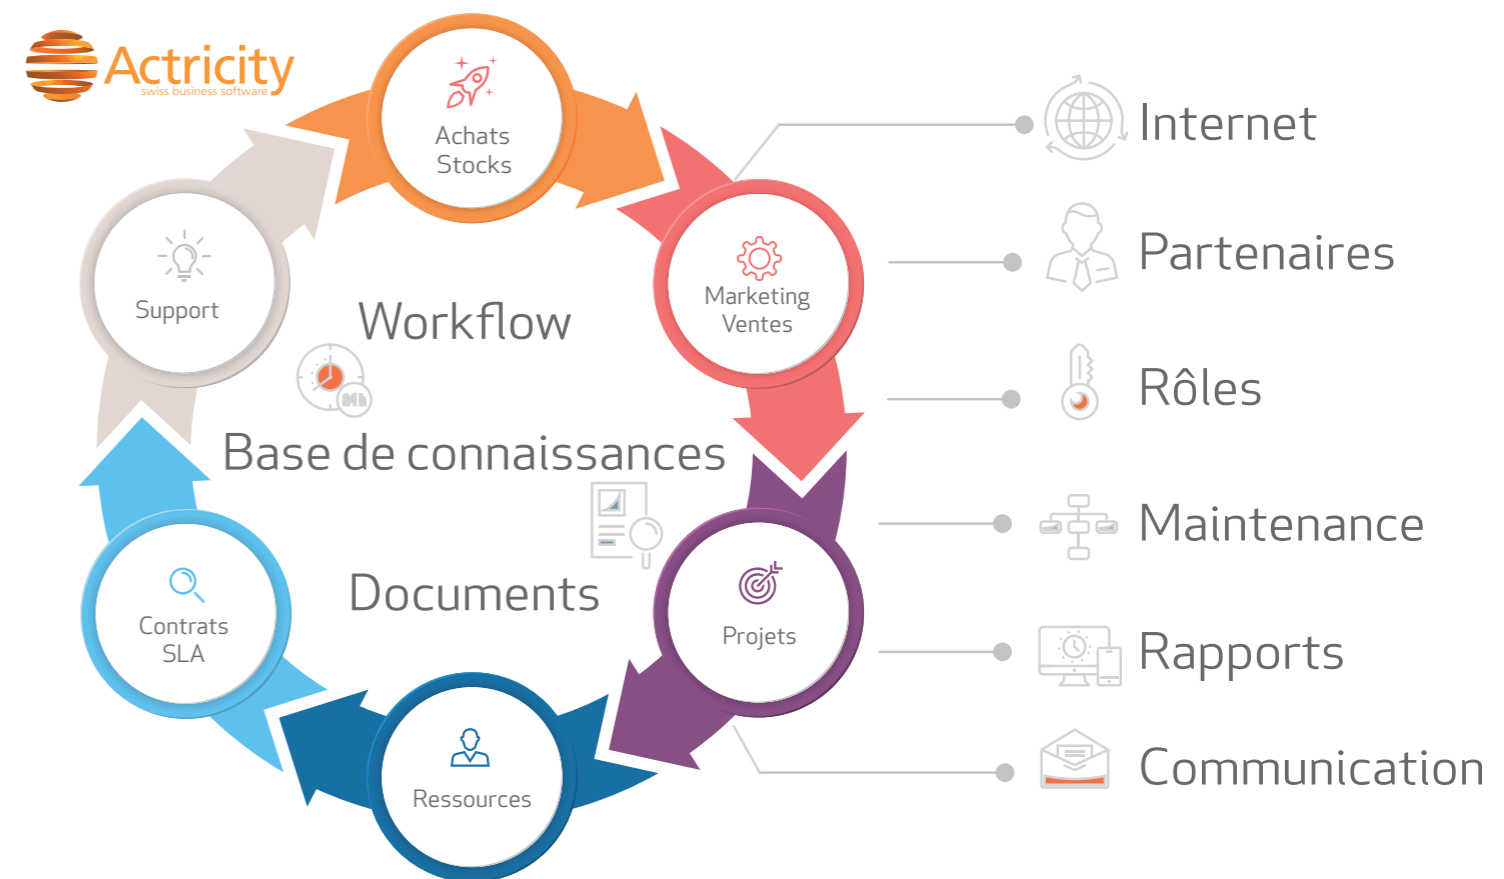 Actricity
swiss business software
Achats
Stocks
Marketing
Ventes
Projets
Ressources
Contrats
SLA
Support
Workflow
24h
Base de connaissances
Documents
Internet
Partenaires
Rôles
Maintenance
Rapports
Communication